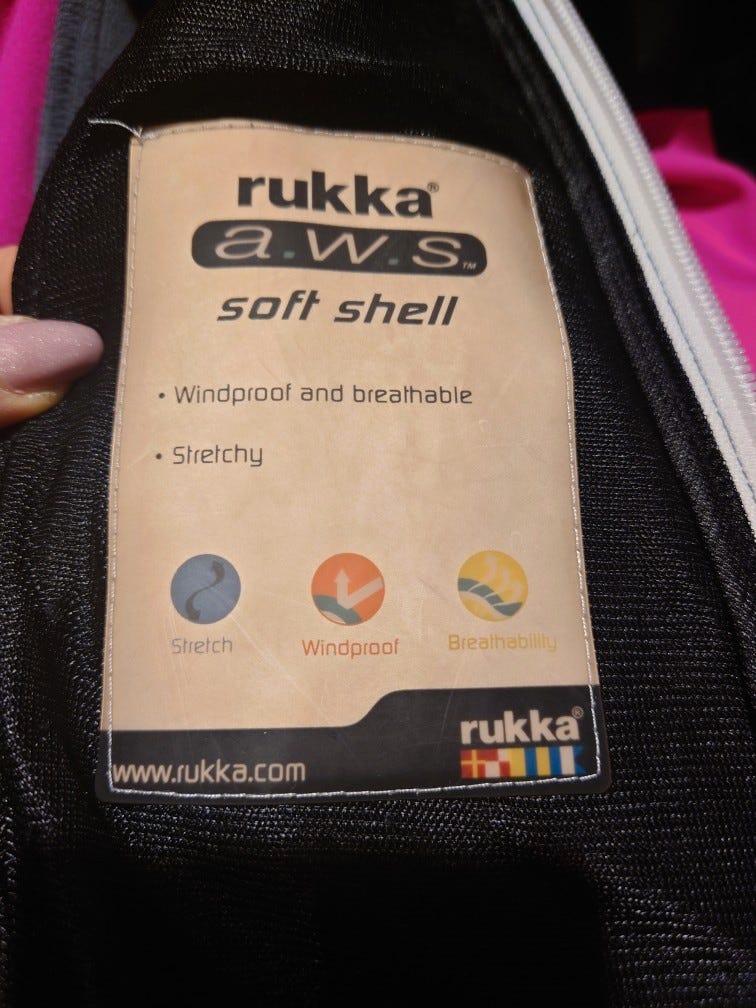 rukka®
a.w.s™
soft shell
• Windproof and breathable
• Stretchy
Stretch Windproof Breathability
rukka®
www.rukka.com